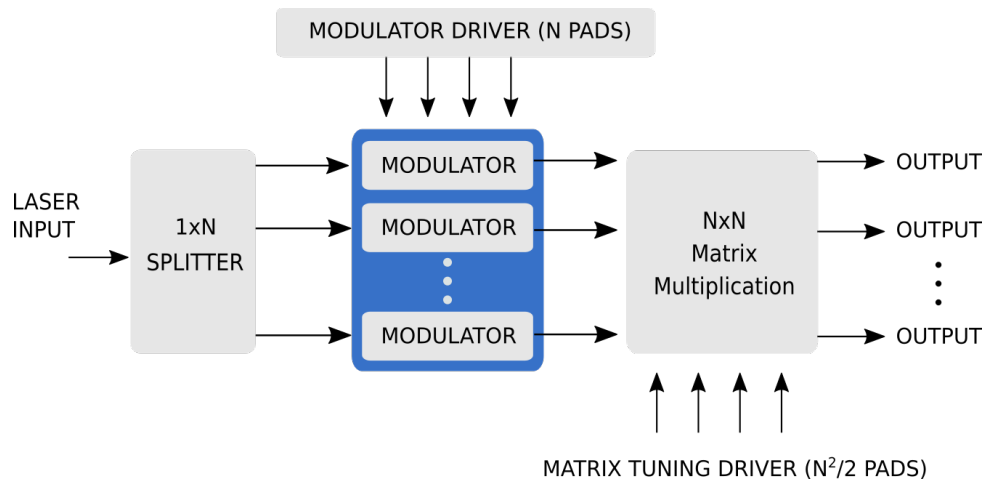 MODULATOR DRIVER (N PADS)
LASER
INPUT
1xN
SPLITTER
MODULATOR
MODULATOR
MODULATOR
NxN
Matrix
Multiplication
OUTPUT
OUTPUT
OUTPUT
MATRIX TUNING DRIVER (N²/2 PADS)